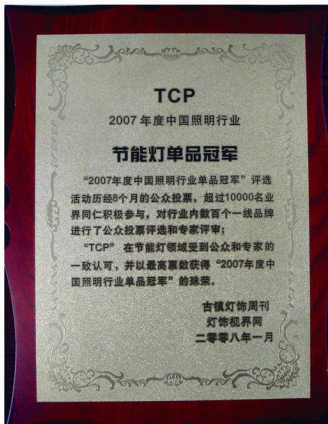 TCP
2007年度中国照明行业
节能灯单品冠军
“2007年度中国照明行业单品冠军”评选
活动历经8个月的公众投票，超过10000名业
界同仁积极参与，对行业内数百个一线品牌
进行了公众投票评选和专家评审；
“TCP”在节能灯领域受到公众和专家的
一致认可，并以最高票数获得“2007年度中
国照明行业单品冠军”的殊荣。
古镇灯饰周刊
灯饰视界网
二零零八年一月